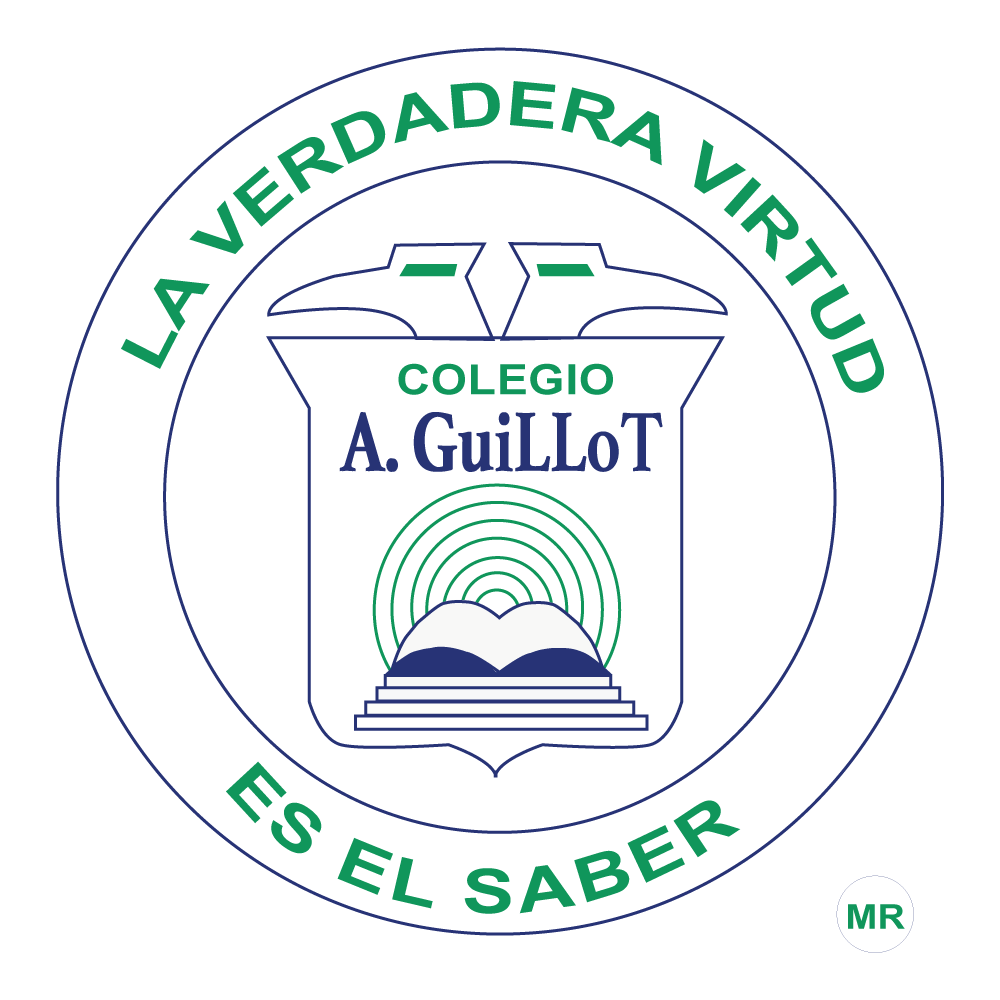 LA VERDADERA VIRTUD
COLEGIO
A. GuiLLoT
ES EL SABER
MR